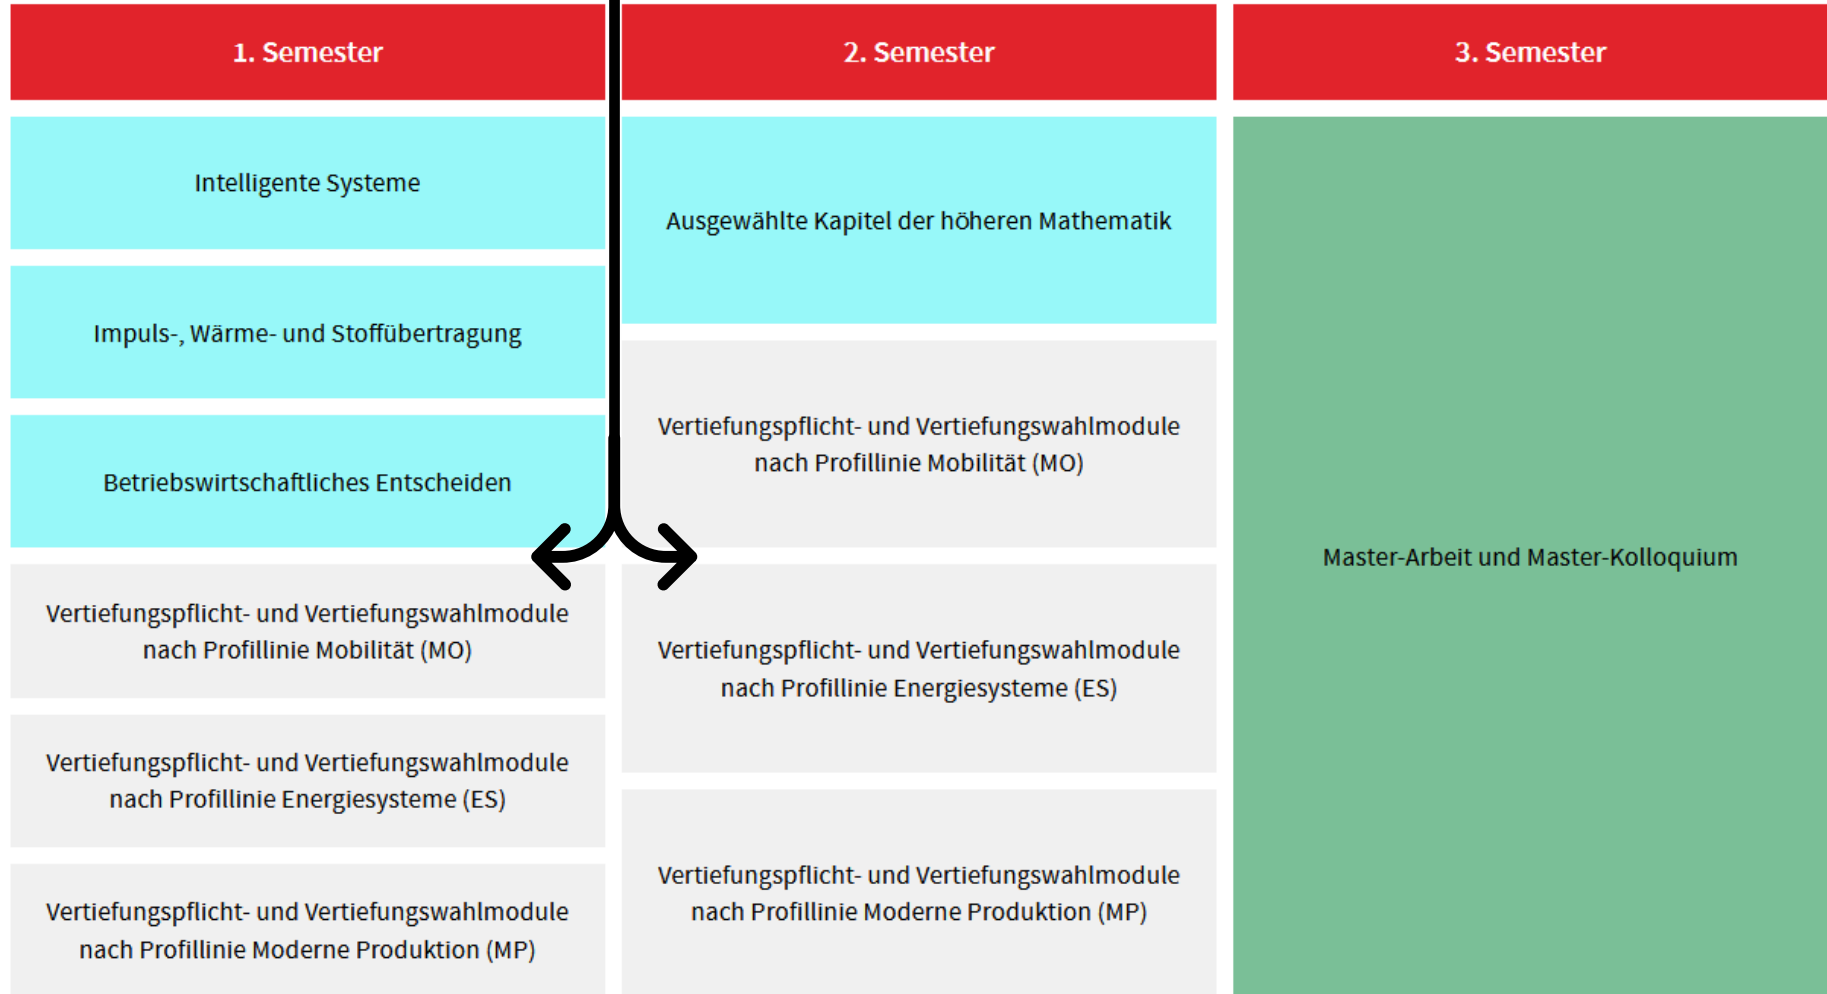 1. Semester
Intelligente Systeme
Impuls-, Wärme- und Stoffübertragung
Betriebswirtschaftliches Entscheiden
Vertiefungspflicht- und Vertiefungswahlmodule
nach Profillinie Mobilität (MO)
Vertiefungspflicht- und Vertiefungswahlmodule
nach Profillinie Energiesysteme (ES)
Vertiefungspflicht- und Vertiefungswahlmodule
nach Profillinie Moderne Produktion (MP)
2. Semester
Ausgewählte Kapitel der höheren Mathematik
Vertiefungspflicht- und Vertiefungswahlmodule
nach Profillinie Mobilität (MO)
Vertiefungspflicht- und Vertiefungswahlmodule
nach Profillinie Energiesysteme (ES)
Vertiefungspflicht- und Vertiefungswahlmodule
nach Profillinie Moderne Produktion (MP)
3. Semester
Master-Arbeit und Master-Kolloquium